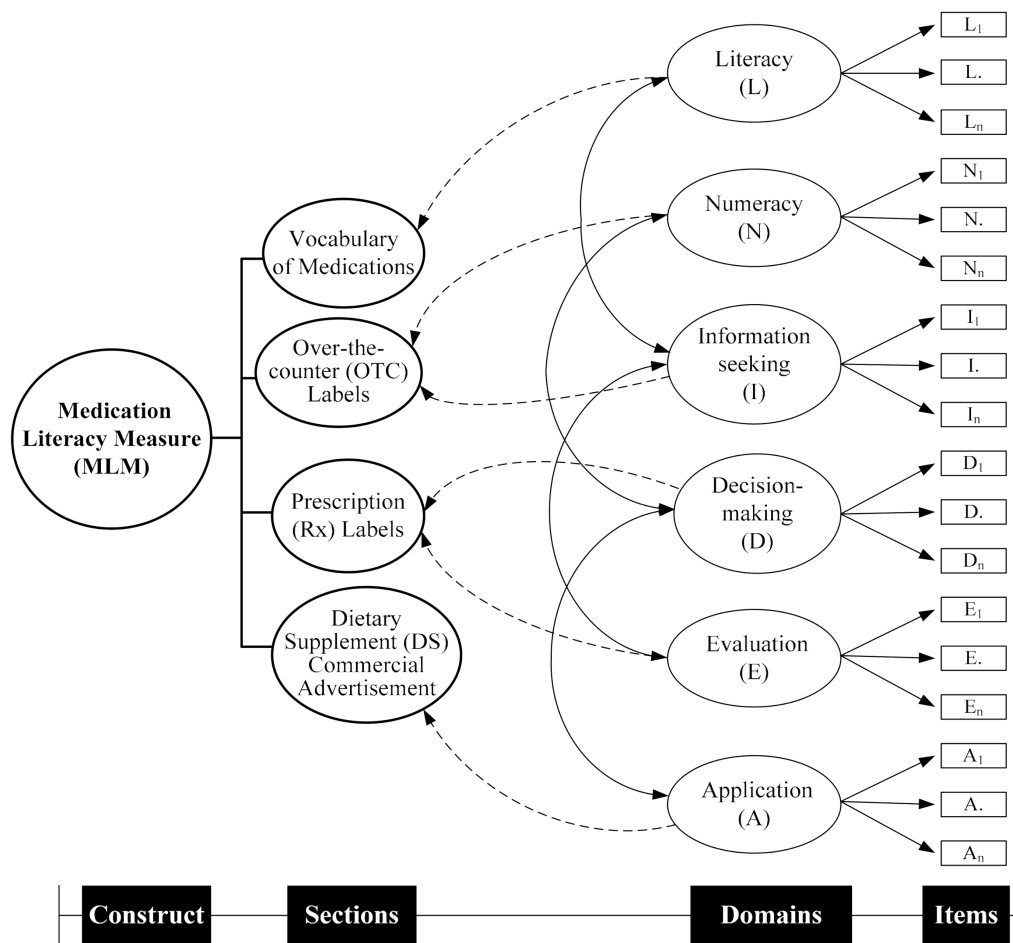 Medication
Literacy Measure
(MLM)
Vocabulary
of Medications
Over-the-
counter (OTC)
Labels
Prescription
(Rx) Labels
Dietary
Supplement (DS)
Commercial
Advertisement
Literacy
(L)
Numeracy
(N)
Information
seeking
(I)
Decision-
making
(D)
Evaluation
(E)
Application
(A)
L₁
L.
Lₙ
N₁
N.
Nₙ
I₁
I.
Iₙ
D₁
D.
Dₙ
E₁
E.
Eₙ
A₁
A.
Aₙ
Construct Sections Domains Items